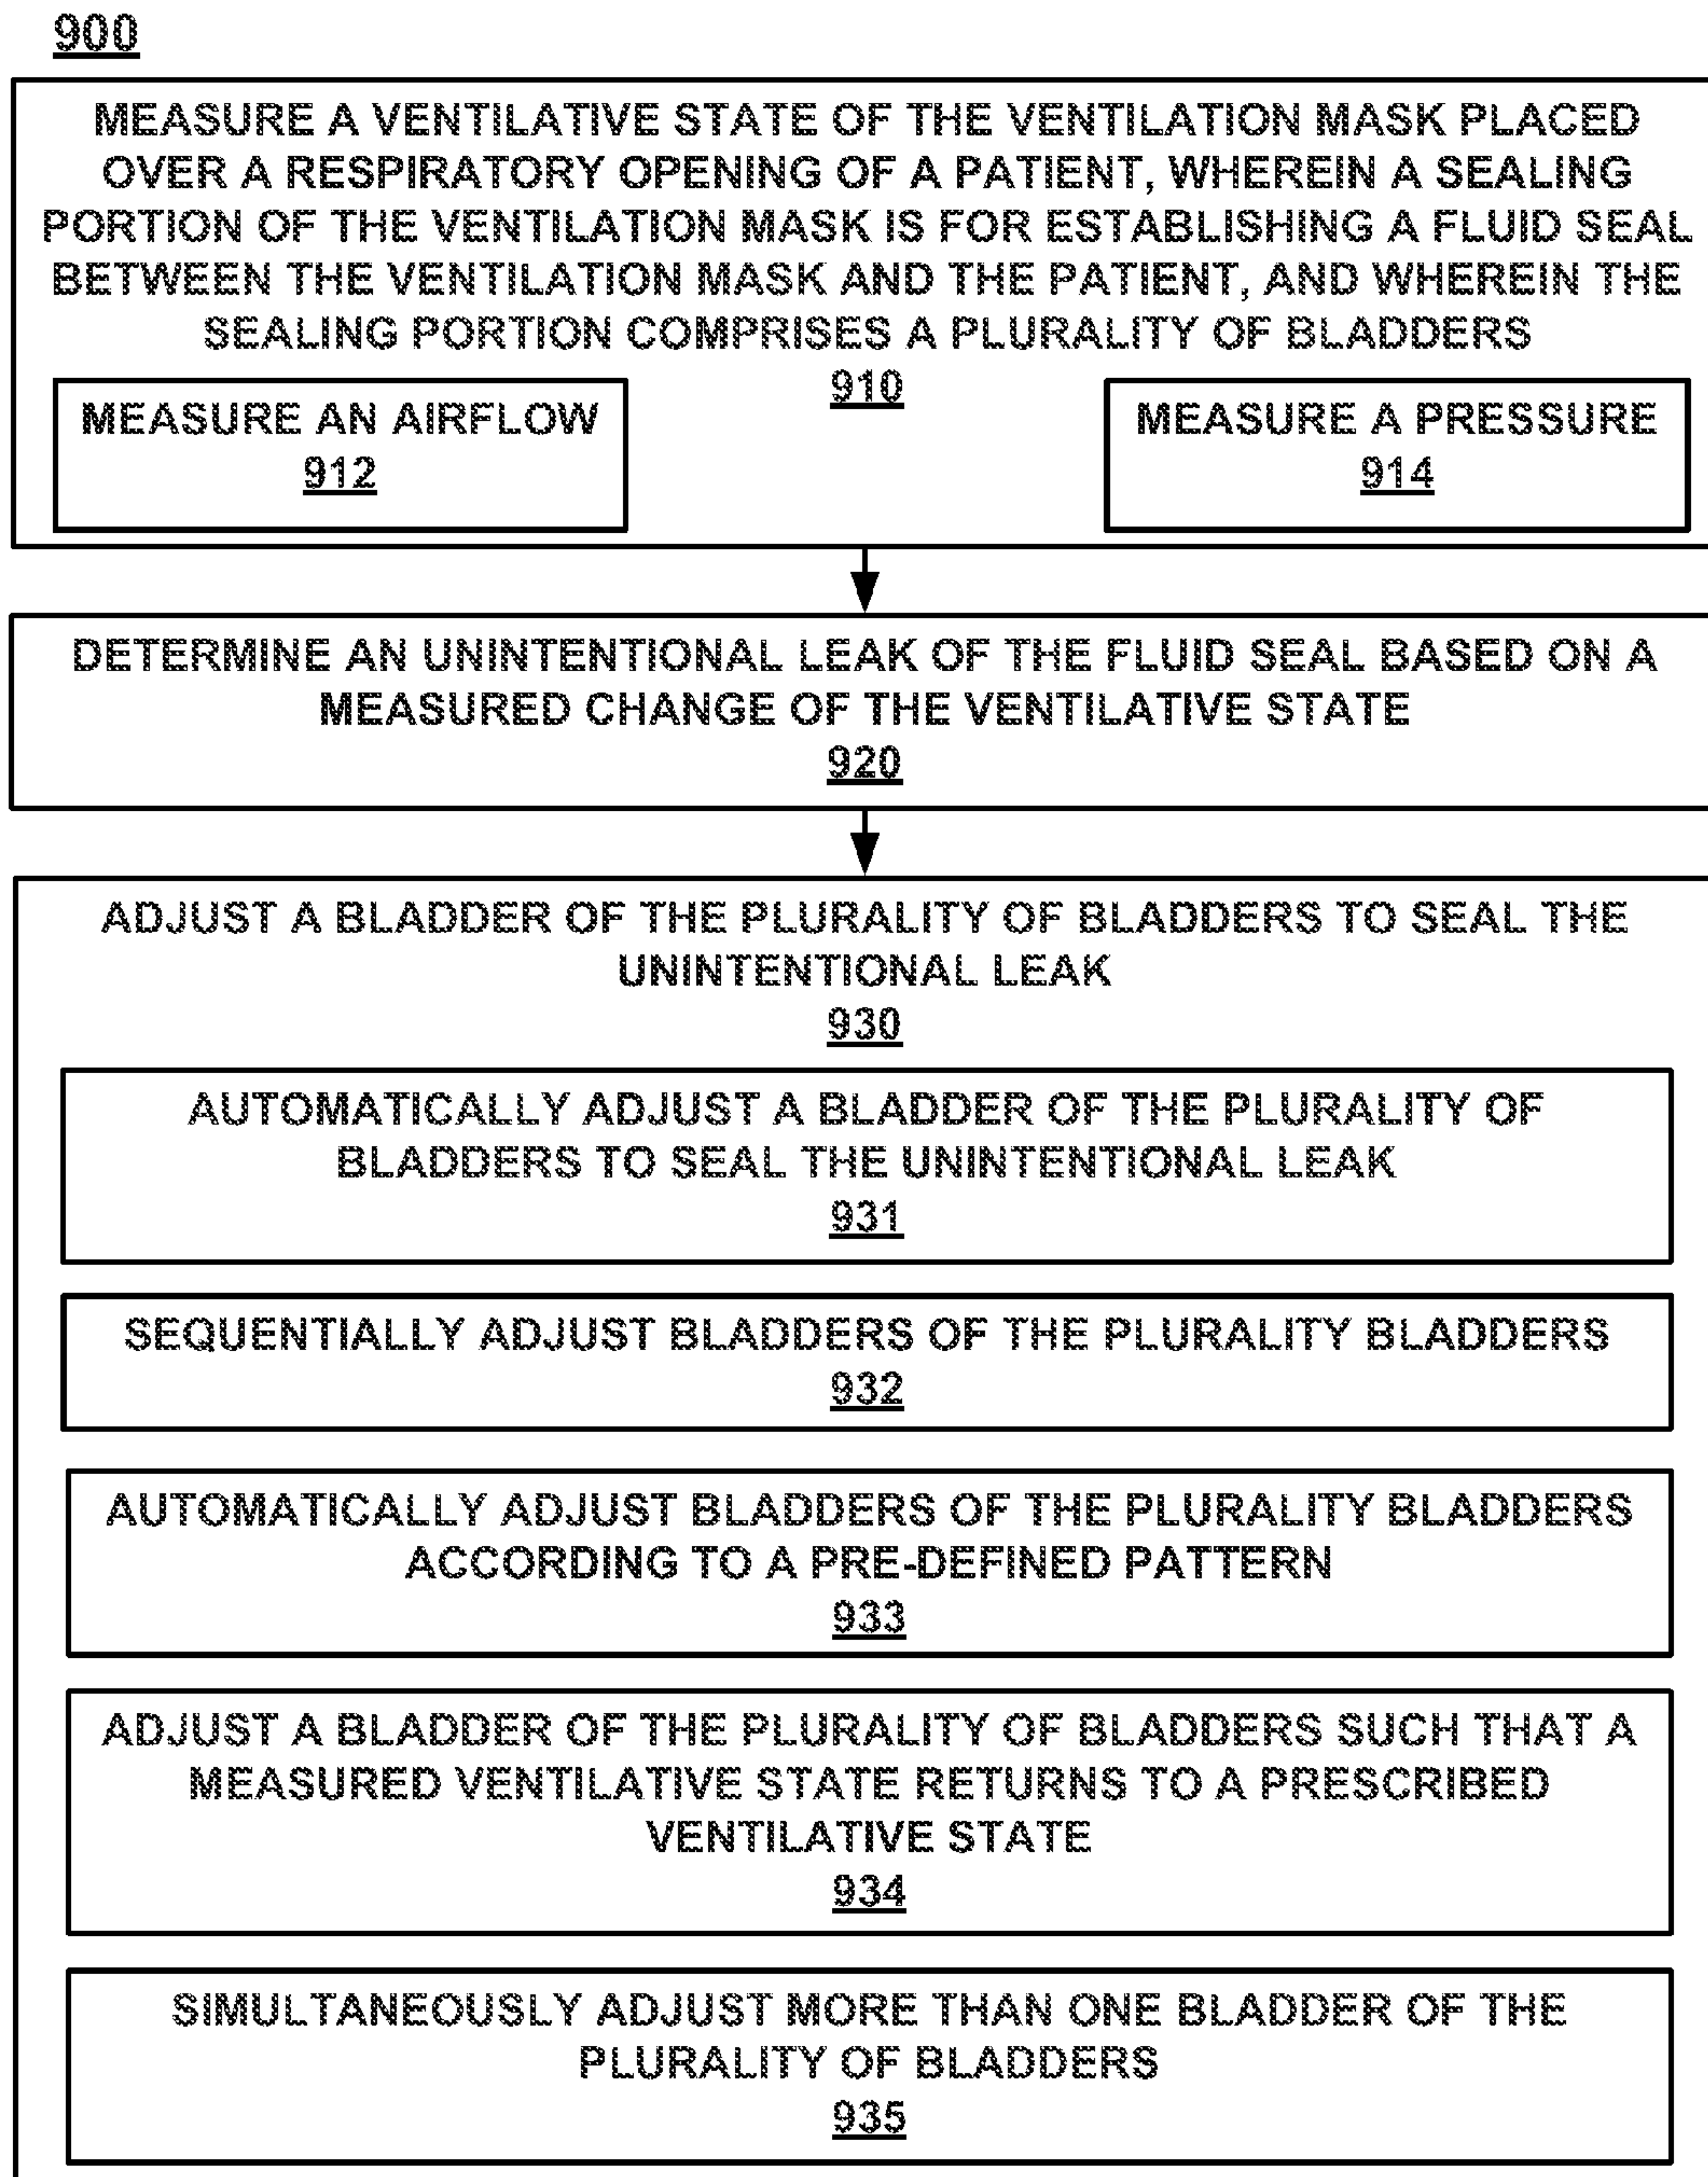 900
MEASURE A VENTILATIVE STATE OF THE VENTILATION MASK PLACED
OVER A RESPIRATORY OPENING OF A PATIENT, WHEREIN A SEALING
PORTION OF THE VENTILATION MASK IS FOR ESTABLISHING A FLUID SEAL
BETWEEN THE VENTILATION MASK AND THE PATIENT, AND WHEREIN THE
SEALING PORTION COMPRISES A PLURALITY OF BLADDERS
910
MEASURE AN AIRFLOW
912
MEASURE A PRESSURE
914
DETERMINE AN UNINTENTIONAL LEAK OF THE FLUID SEAL BASED ON A
MEASURED CHANGE OF THE VENTILATIVE STATE
920
ADJUST A BLADDER OF THE PLURALITY OF BLADDERS TO SEAL THE
UNINTENTIONAL LEAK
930
AUTOMATICALLY ADJUST A BLADDER OF THE PLURALITY OF
BLADDERS TO SEAL THE UNINTENTIONAL LEAK
931
SEQUENTIALLY ADJUST BLADDERS OF THE PLURALITY BLADDERS
932
AUTOMATICALLY ADJUST BLADDERS OF THE PLURALITY BLADDERS
ACCORDING TO A PRE-DEFINED PATTERN
933
ADJUST A BLADDER OF THE PLURALITY OF BLADDERS SUCH THAT A
MEASURED VENTILATIVE STATE RETURNS TO A PRESCRIBED
VENTILATIVE STATE
934
SIMULTANEOUSLY ADJUST MORE THAN ONE BLADDER OF THE
PLURALITY OF BLADDERS
935